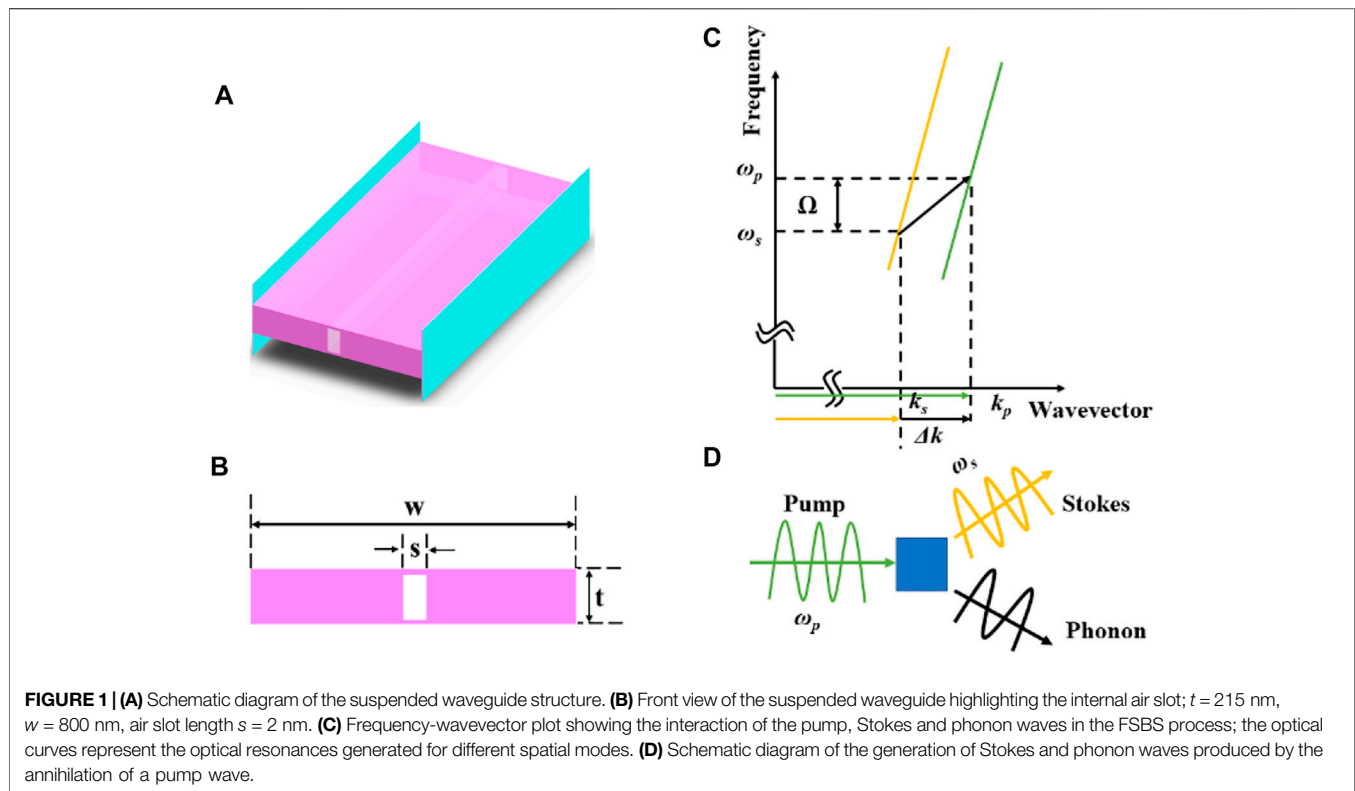 A
B
w
s
t
C
Frequency
ωp
Ω
ωs
ks
kp Wavevector
Δk
D
ωs
Pump
Stokes
ωp
Phonon
FIGURE 1 | (A) Schematic diagram of the suspended waveguide structure. (B) Front view of the suspended waveguide highlighting the internal air slot; t = 215 nm,
w = 800 nm, air slot length s = 2 nm. (C) Frequency-wavevector plot showing the interaction of the pump, Stokes and phonon waves in the FSBS process; the optical
curves represent the optical resonances generated for different spatial modes. (D) Schematic diagram of the generation of Stokes and phonon waves produced by the
annihilation of a pump wave.